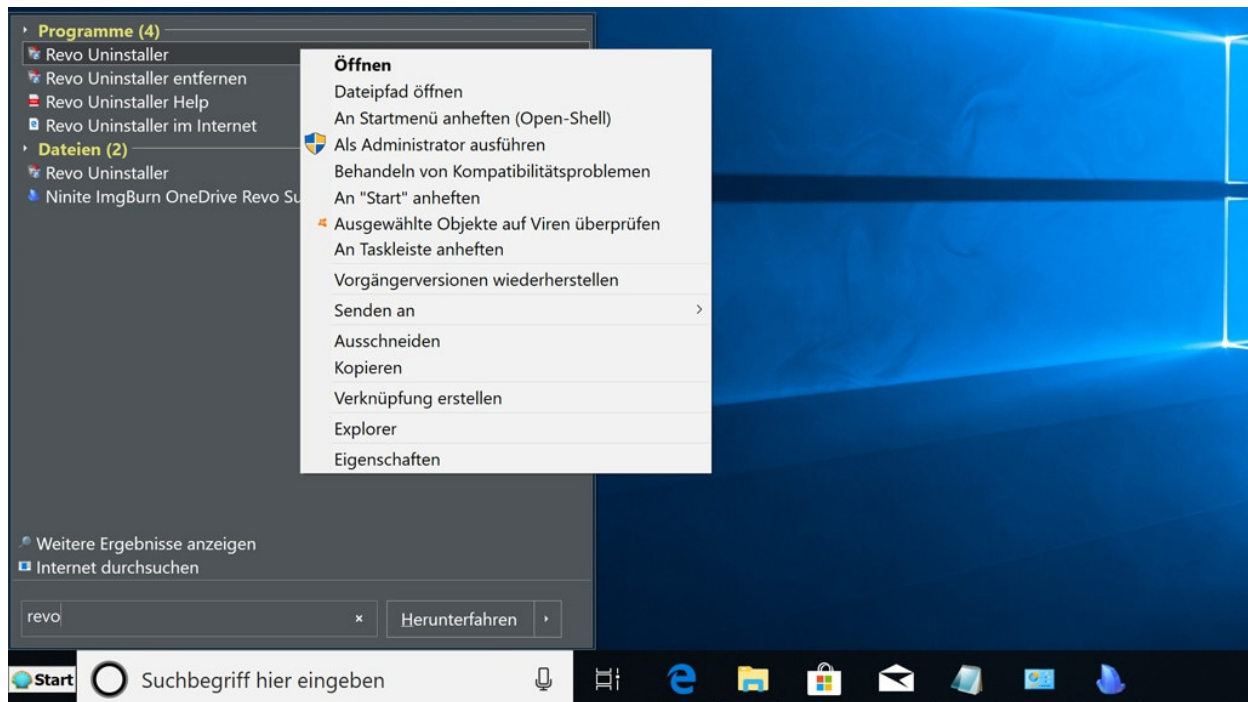 Programme (4)
Revo Uninstaller
Revo Uninstaller entfernen
Revo Uninstaller Help
Revo Uninstaller im Internet
Dateien (2)
Revo Uninstaller
Ninite ImgBurn OneDrive Revo
Öffnen
Dateipfad öffnen
An Startmenü anheften (Open-Shell)
Als Administrator ausführen
Behandeln von Kompatibilitätsproblemen
An "Start" anheften
Ausgewählte Objekte auf Viren überprüfen
An Taskleiste anheften
Vorgängerversionen wiederherstellen
Senden an
Ausschneiden
Kopieren
Verknüpfung erstellen
Explorer
Eigenschaften
Weitere Ergebnisse anzeigen
Internet durchsuchen
revo
Herunterfahren
Start
Suchbegriff hier eingeben